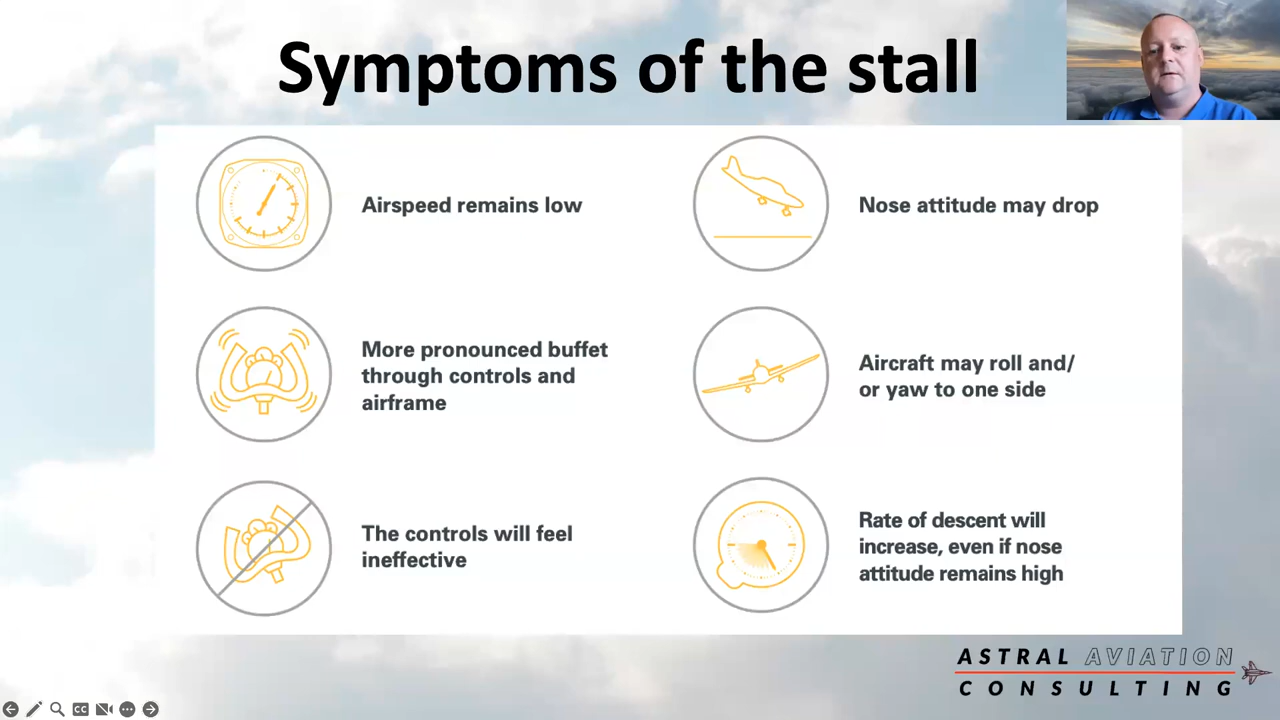 Symptoms of the stall
Airspeed remains low
Nose attitude may drop
More pronounced buffet
through controls and
airframe
Aircraft may roll and/
or yaw to one side
The controls will feel
ineffective
Rate of descent will
increase, even if nose
attitude remains high
ASTRAL AVIATION
CONSULTING
CC